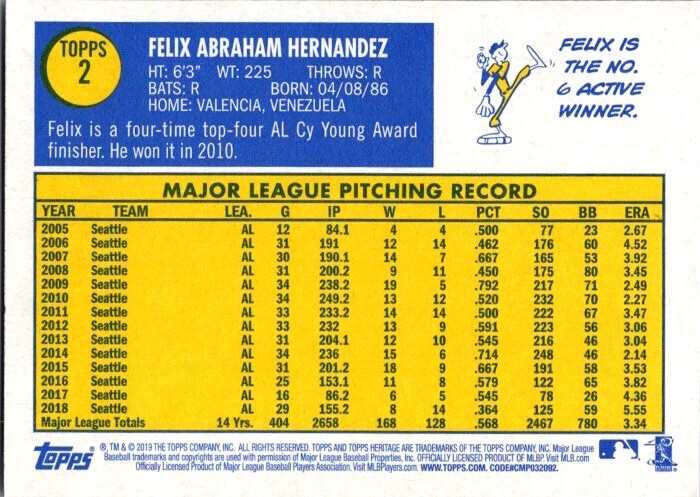 TOPPS
2
FELIX ABRAHAM HERNANDEZ
HT: 6'3" WT: 225 THROWS: R
BATS: R BORN: 04/08/86
HOME: VALENCIA, VENEZUELA
Felix is a four-time top-four AL Cy Young Award
finisher. He won it in 2010.
FELIX IS
THE NO.
6 ACTIVE
WINNER.
MAJOR LEAGUE PITCHING RECORD
YEAR TEAM LEA. G IP W L PCT SO BB ERA
2005 Seattle AL 12 84.1 4 4 .500 77 23 2.67
2006 Seattle AL 31 191 12 14 .462 176 60 4.52
2007 Seattle AL 30 190.1 14 7 .667 165 53 3.92
2008 Seattle AL 31 200.2 9 11 .450 175 80 3.45
2009 Seattle AL 34 238.2 19 5 .792 217 71 2.49
2010 Seattle AL 34 249.2 13 12 .520 232 70 2.27
2011 Seattle AL 33 233.2 14 14 .500 222 67 3.47
2012 Seattle AL 33 232 13 9 .591 223 56 3.06
2013 Seattle AL 31 204.1 12 10 .545 216 46 3.04
2014 Seattle AL 34 236 15 6 .714 248 46 2.14
2015 Seattle AL 31 201.2 18 9 .667 191 58 3.53
2016 Seattle AL 25 153.1 11 8 .579 122 65 3.82
2017 Seattle AL 16 86.2 6 5 .545 78 26 4.36
2018 Seattle AL 29 155.2 8 14 .364 125 59 5.55
Major League Totals 14 Yrs. 404 2658 168 128 .568 2467 780 3.34
Topps
®, TM & © 2019 THE TOPPS COMPANY, INC. ALL RIGHTS RESERVED. TOPPS AND TOPPS HERITAGE ARE TRADEMARKS OF THE TOPPS COMPANY, INC. Major League
Baseball trademarks and copyrights are used with permission of Major League Baseball Properties, Inc. OFFICIALLY LICENSED PRODUCT OF MLBP. Visit MLB.com
Officially Licensed Product of Major League Baseball Players Association. Visit MLBPlayers.com. WWW.TOPPS.COM. CODE#CMP032092.